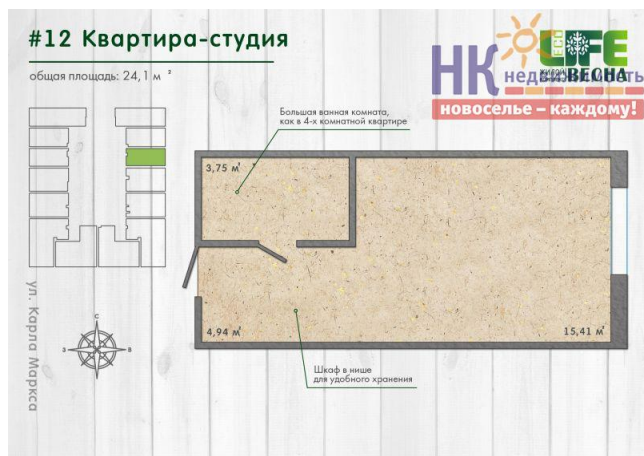 #12 Квартира-студия
общая площадь: 24,1 м ²
НК недвижимость
LIFE
ВЕСНА
новоселье – каждому!
Большая ванная комната,
как в 4-х комнатной квартире
3,75 м²
4,94 м²
15,41 м²
Шкаф в нише
для удобного хранения
ул. Карла Маркса
С
З
В